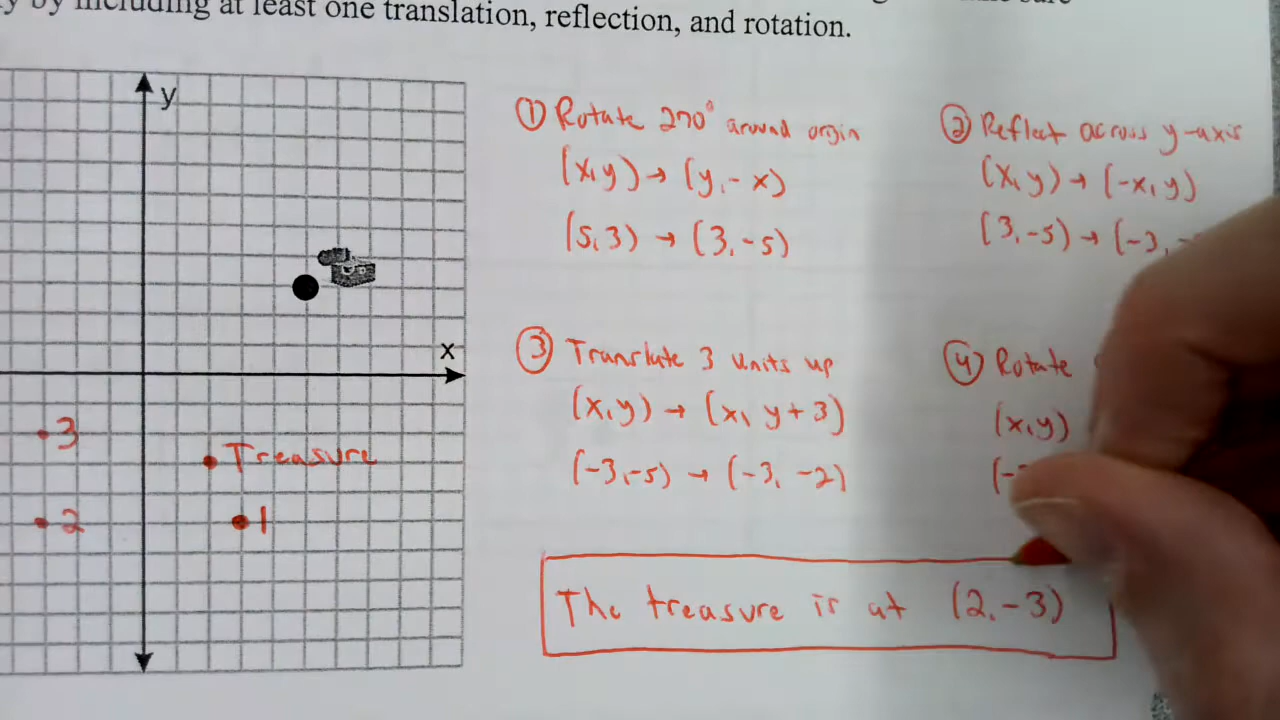 by including at least one translation, reflection, and rotation.
y
x
3
Treasure
2
1
① Rotate 270° around orgin
(x,y) → (y,-x)
(5,3) → (3,-5)
② Reflect across y-axis
(x,y) → (-x,y)
(3,-5) → (-3,
③ Translate 3 units up
(x,y) → (x, y+3)
(-3,-5) → (-3, -2)
④ Rotate
(x,y)
(-
The treasure is at (2,-3)